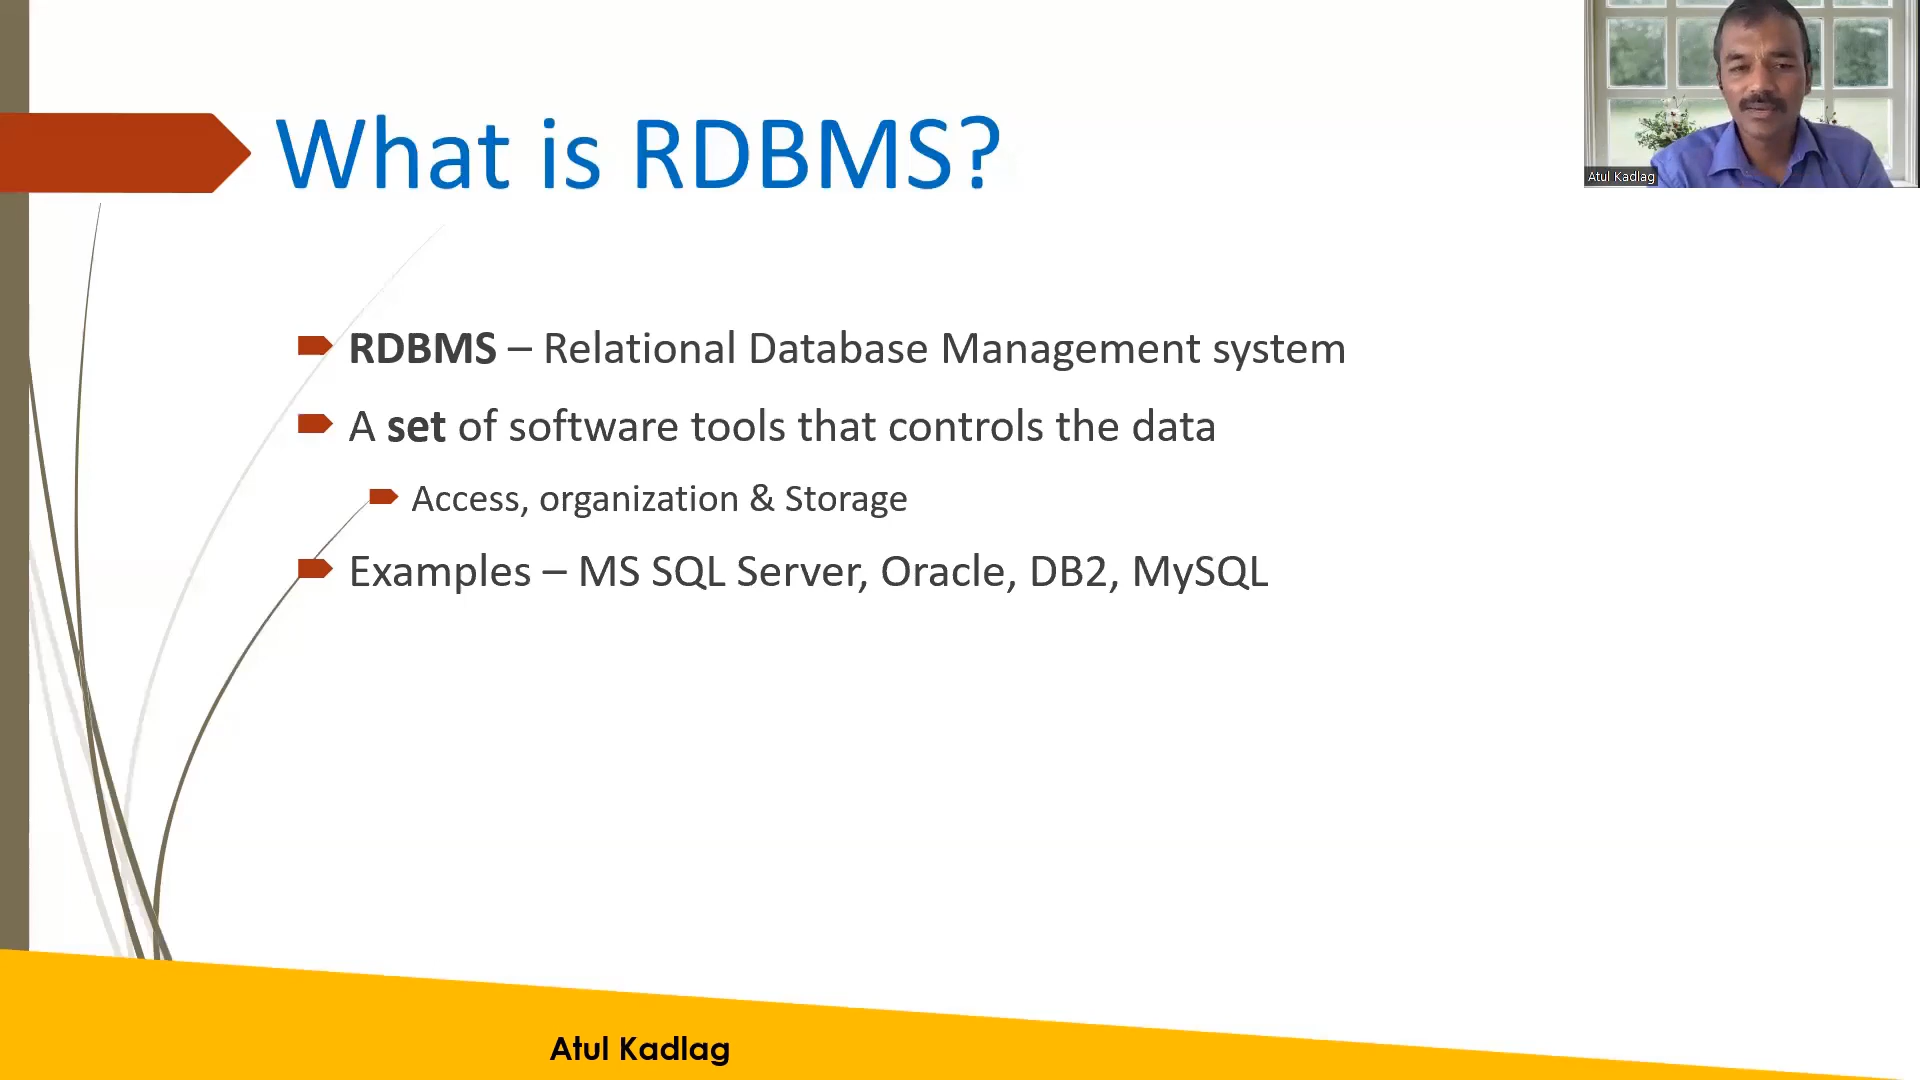 What is RDBMS?
Atul Kadlag
RDBMS – Relational Database Management system
A set of software tools that controls the data
Access, organization & Storage
Examples – MS SQL Server, Oracle, DB2, MySQL
Atul Kadlag